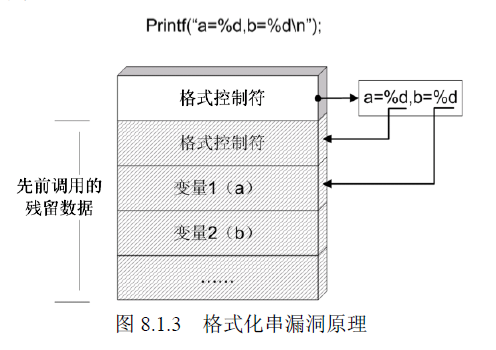 Printf(“a=%d,b=%d\n”);
格式控制符
a=%d,b=%d
格式控制符
先前调用的
残留数据
变量1（a）
变量2（b）
……
图 8.1.3 格式化串漏洞原理